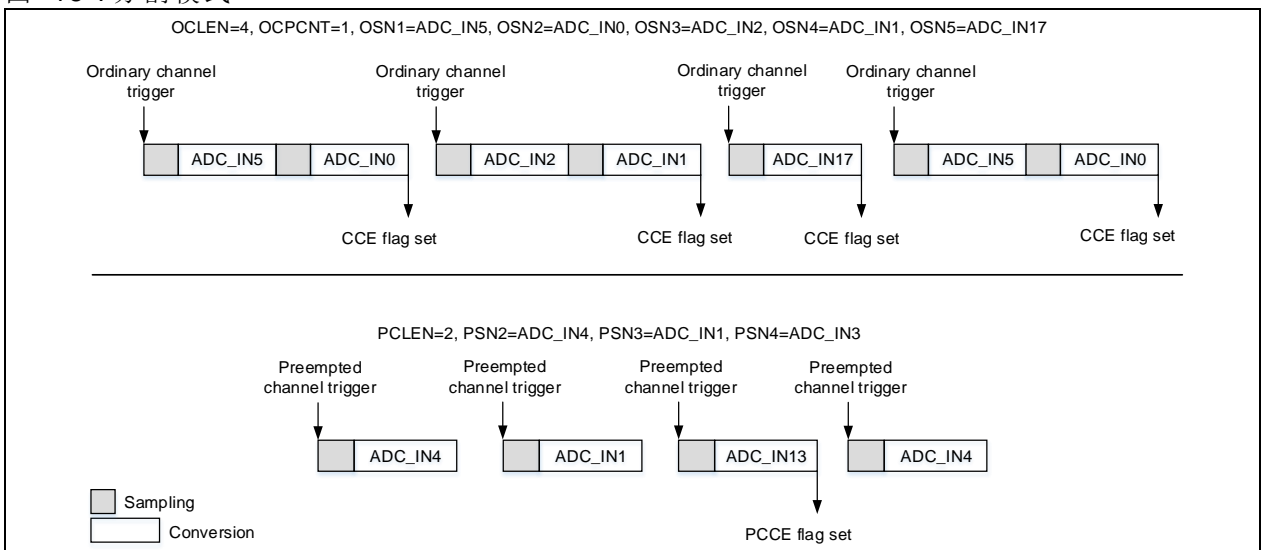 OCLEN=4, OCPCNT=1, OSN1=ADC_IN5, OSN2=ADC_IN0, OSN3=ADC_IN2, OSN4=ADC_IN1, OSN5=ADC_IN17
Ordinary channel
trigger
Ordinary channel
trigger
Ordinary channel
trigger
Ordinary channel
trigger
ADC_IN5
ADC_IN0
ADC_IN2
ADC_IN1
ADC_IN17
ADC_IN5
ADC_IN0
CCE flag set
CCE flag set
CCE flag set
CCE flag set
PCLEN=2, PSN2=ADC_IN4, PSN3=ADC_IN1, PSN4=ADC_IN3
Preempted
channel trigger
Preempted
channel trigger
Preempted
channel trigger
Preempted
channel trigger
ADC_IN4
ADC_IN1
ADC_IN13
ADC_IN4
Sampling
Conversion
PCCE flag set